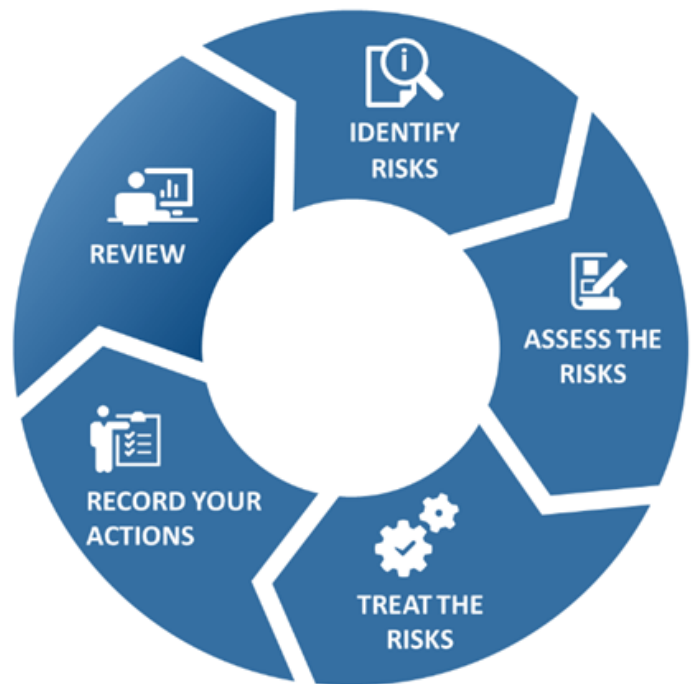 IDENTIFY
RISKS
ASSESS THE
RISKS
TREAT THE
RISKS
RECORD YOUR
ACTIONS
REVIEW